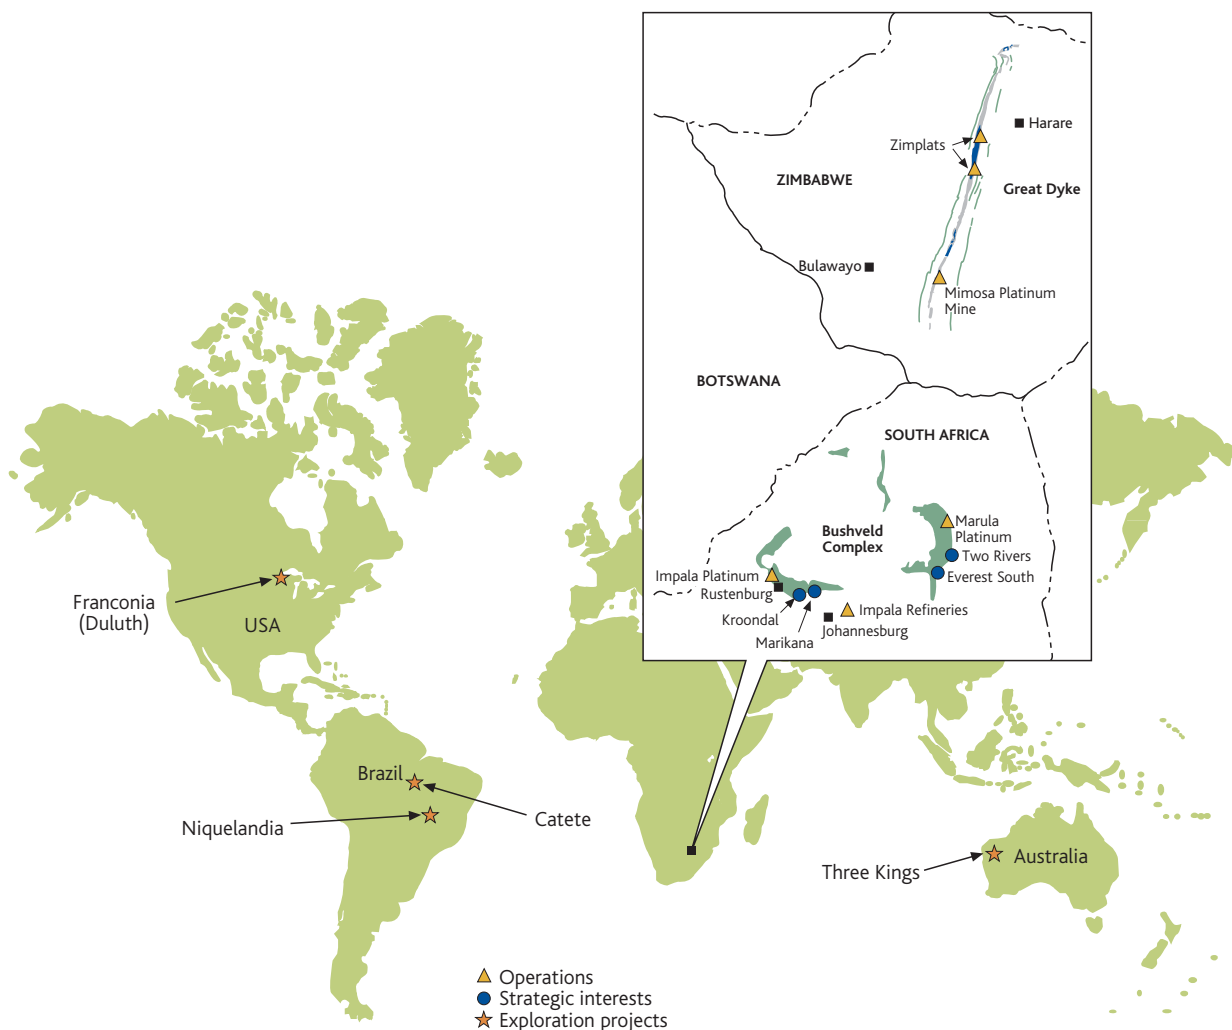 Harare
Zimplats
ZIMBABWE
Great Dyke
Bulawayo
Mimosa Platinum
Mine
BOTSWANA
SOUTH AFRICA
Bushveld
Complex
Marula
Platinum
Two Rivers
Everest South
Impala Platinum
Rustenburg
Kroondal
Marikana
Impala Refineries
Johannesburg
Franconia
(Duluth)
USA
Brazil
Catete
Niquelandia
Three Kings
Australia
Operations
Strategic interests
Exploration projects